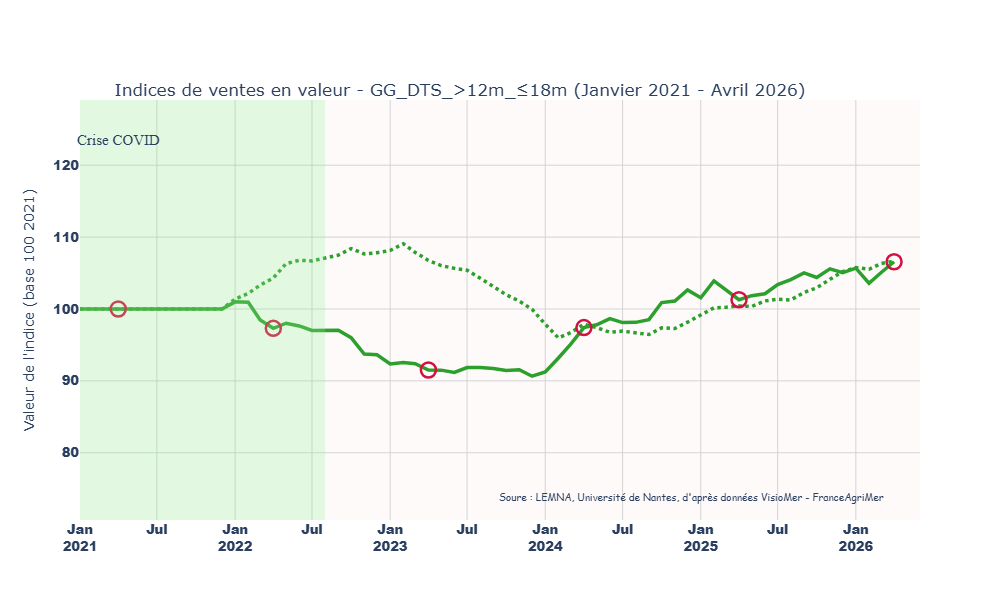 Indices de ventes en valeur - GG_DTS_>12m_≤18m (Janvier 2021 - Avril 2026)
Crise COVID
Valeur de l'indice (base 100 2021)
120
110
100
90
80
Soure : LEMNA, Université de Nantes, d'après données VisioMer - FranceAgriMer
Jan Jul Jan Jul Jan Jul Jan Jul Jan Jul Jan
2021 2022 2023 2024 2025 2026